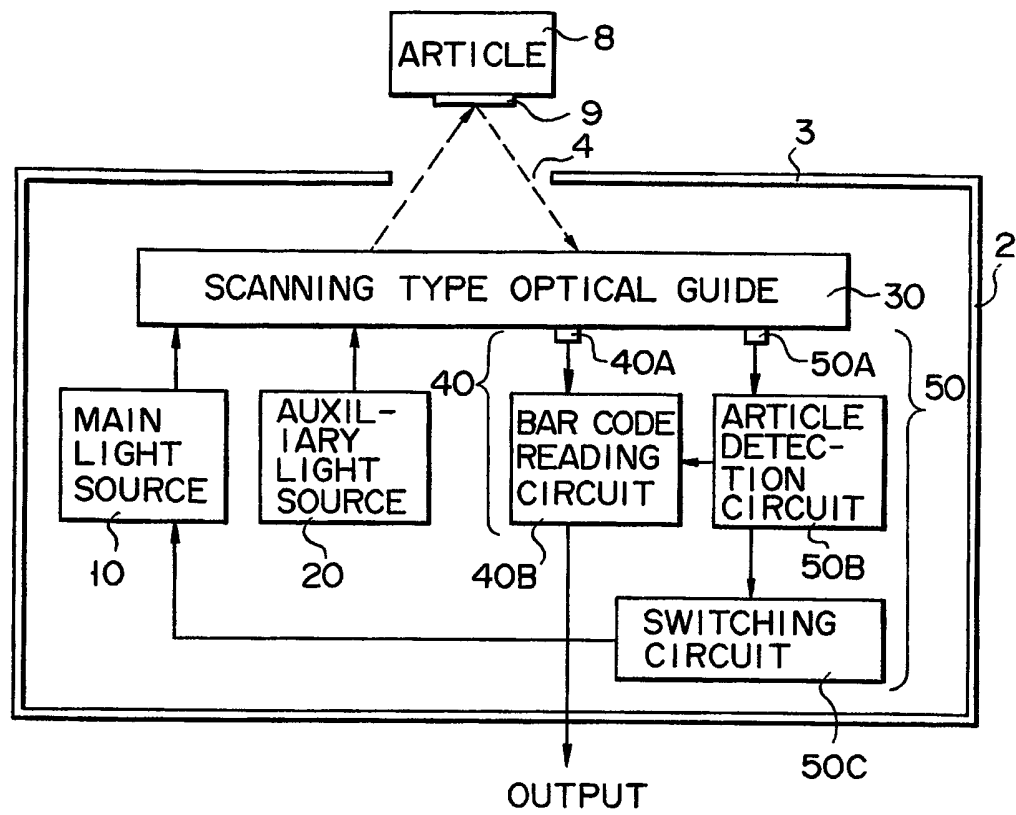 ARTICLE
8
9
4
3
2
SCANNING TYPE OPTICAL GUIDE
30
40
40A
50A
50
MAIN
LIGHT
SOURCE
10
AUXIL-
IARY
LIGHT
SOURCE
20
BAR CODE
READING
CIRCUIT
40B
ARTICLE
DETEC-
TION
CIRCUIT
50B
SWITCHING
CIRCUIT
50C
OUTPUT